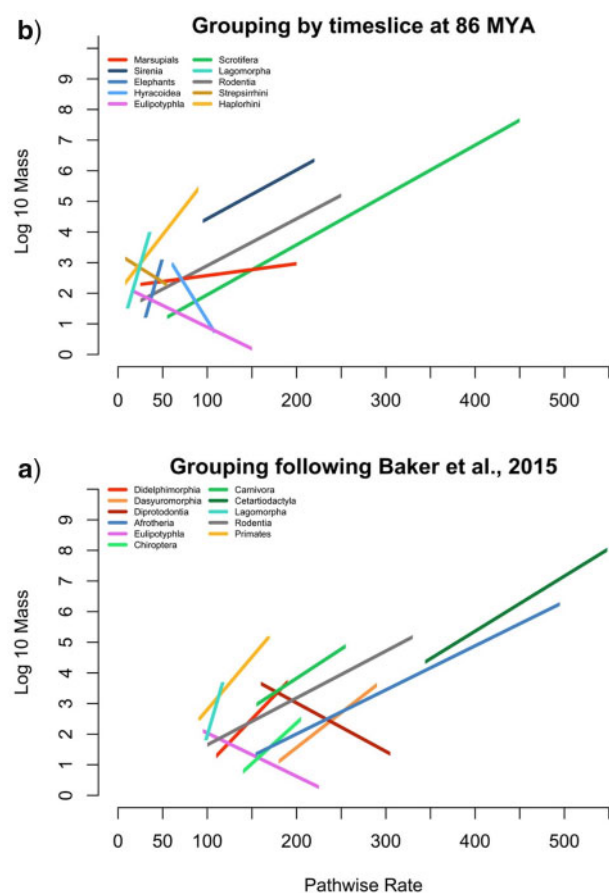 b) Grouping by timeslice at 86 MYA
Marsupials
Sirenia
Elephants
Hyracoidea
Eulipotyphla
Scrotifera
Lagomorpha
Rodentia
Strepsirrhini
Haplorhini
Log 10 Mass
9
8
7
6
5
4
3
2
1
0
0 50 100 200 300 400 500
a) Grouping following Baker et al., 2015
Didelphimorphia
Dasyuromorphia
Diprotodontia
Afrotheria
Eulipotyphla
Chiroptera
Carnivora
Cetartiodactyla
Lagomorpha
Rodentia
Primates
Log 10 Mass
9
8
7
6
5
4
3
2
1
0
0 50 100 200 300 400 500
Pathwise Rate